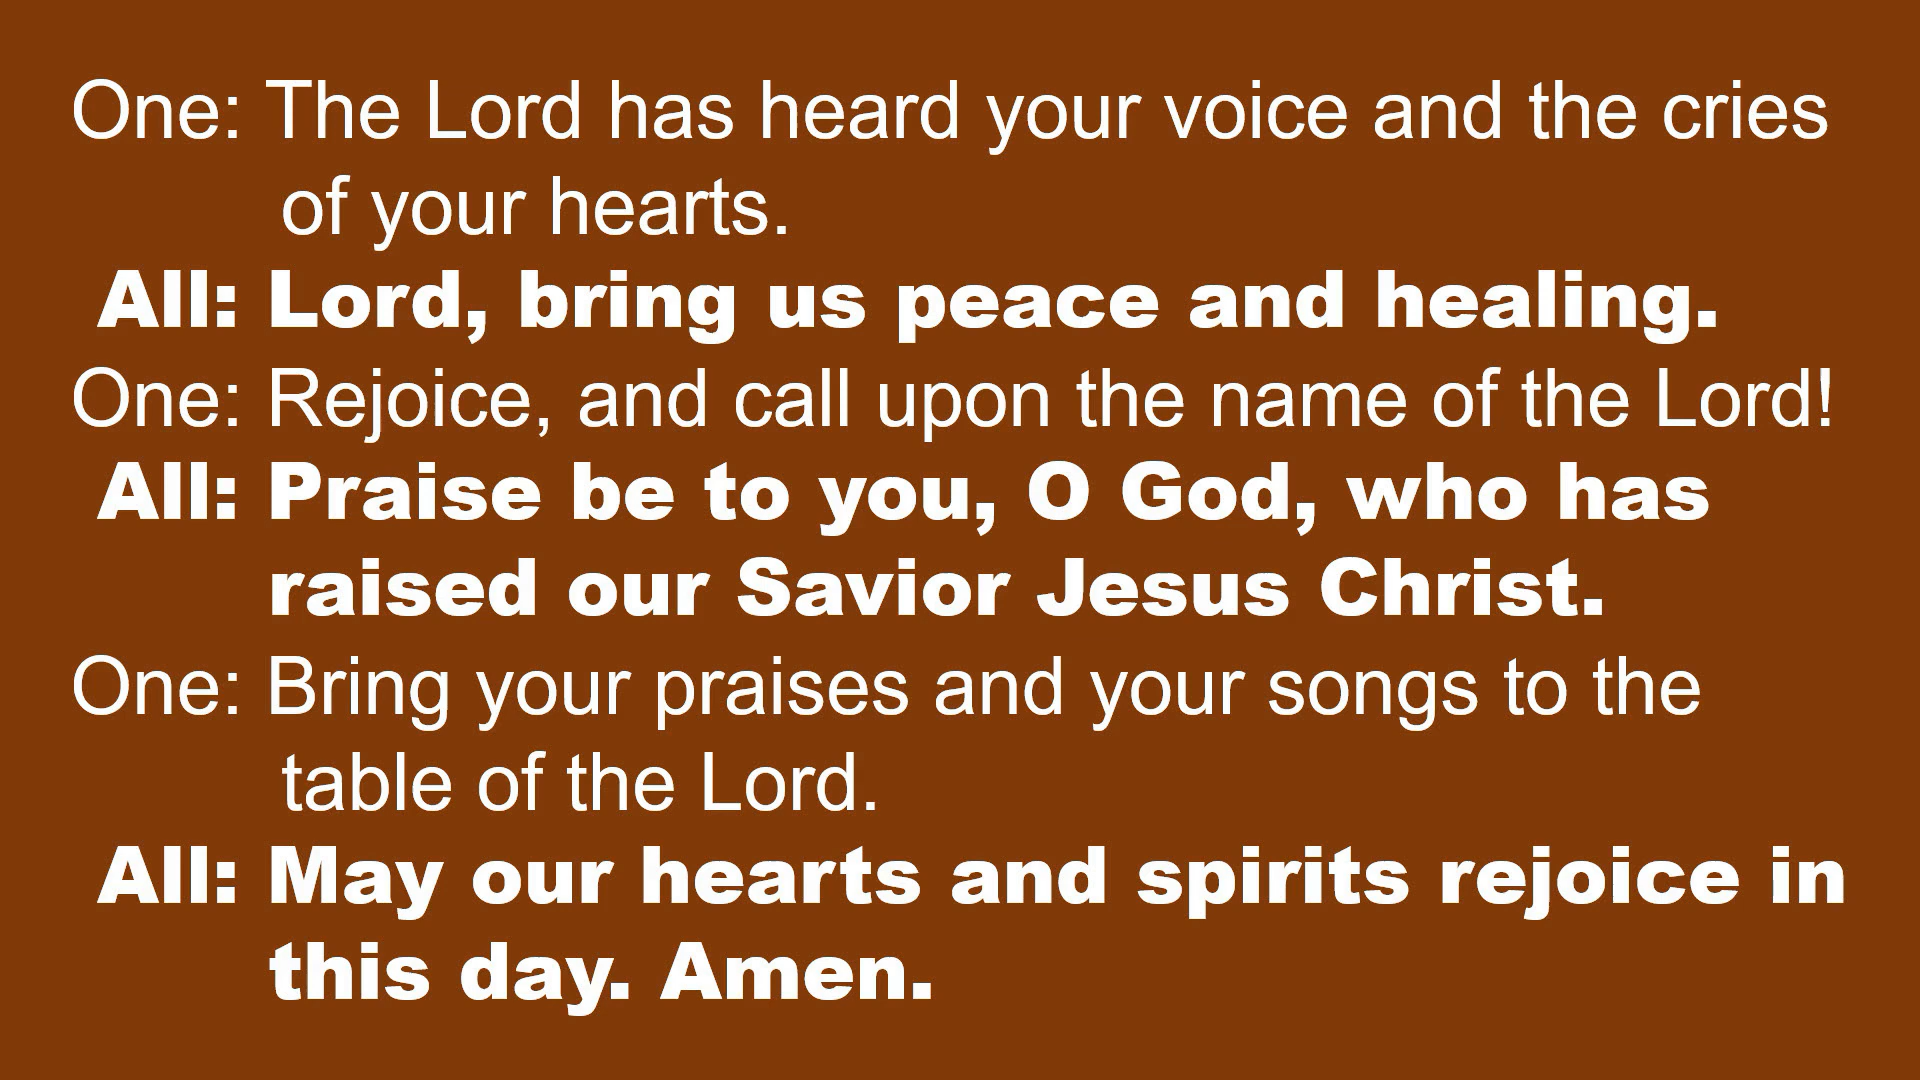 One: The Lord has heard your voice and the cries
of your hearts.
All: Lord, bring us peace and healing.
One: Rejoice, and call upon the name of the Lord!
All: Praise be to you, O God, who has
raised our Savior Jesus Christ.
One: Bring your praises and your songs to the
table of the Lord.
All: May our hearts and spirits rejoice in
this day. Amen.